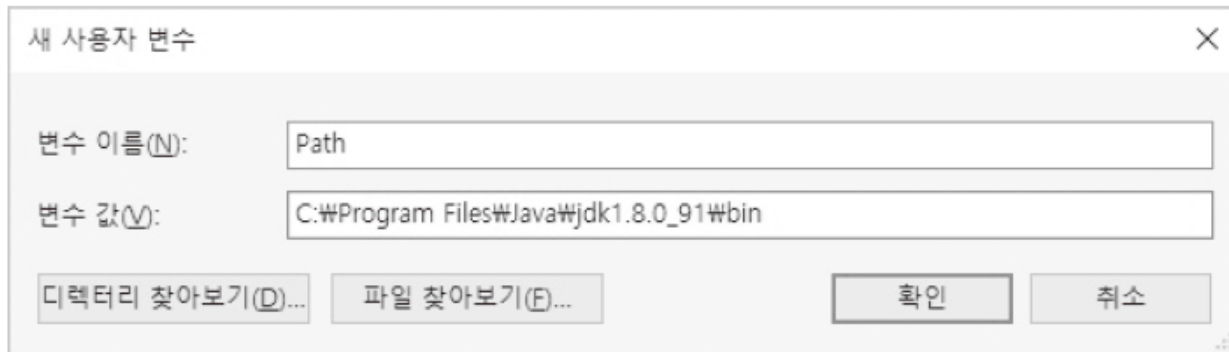 새 사용자 변수
변수 이름(N): Path
변수 값(V): C:₩Program Files₩Java₩jdk1.8.0_91₩bin
디렉터리 찾아보기(D)... 파일 찾아보기(F)... 확인 취소